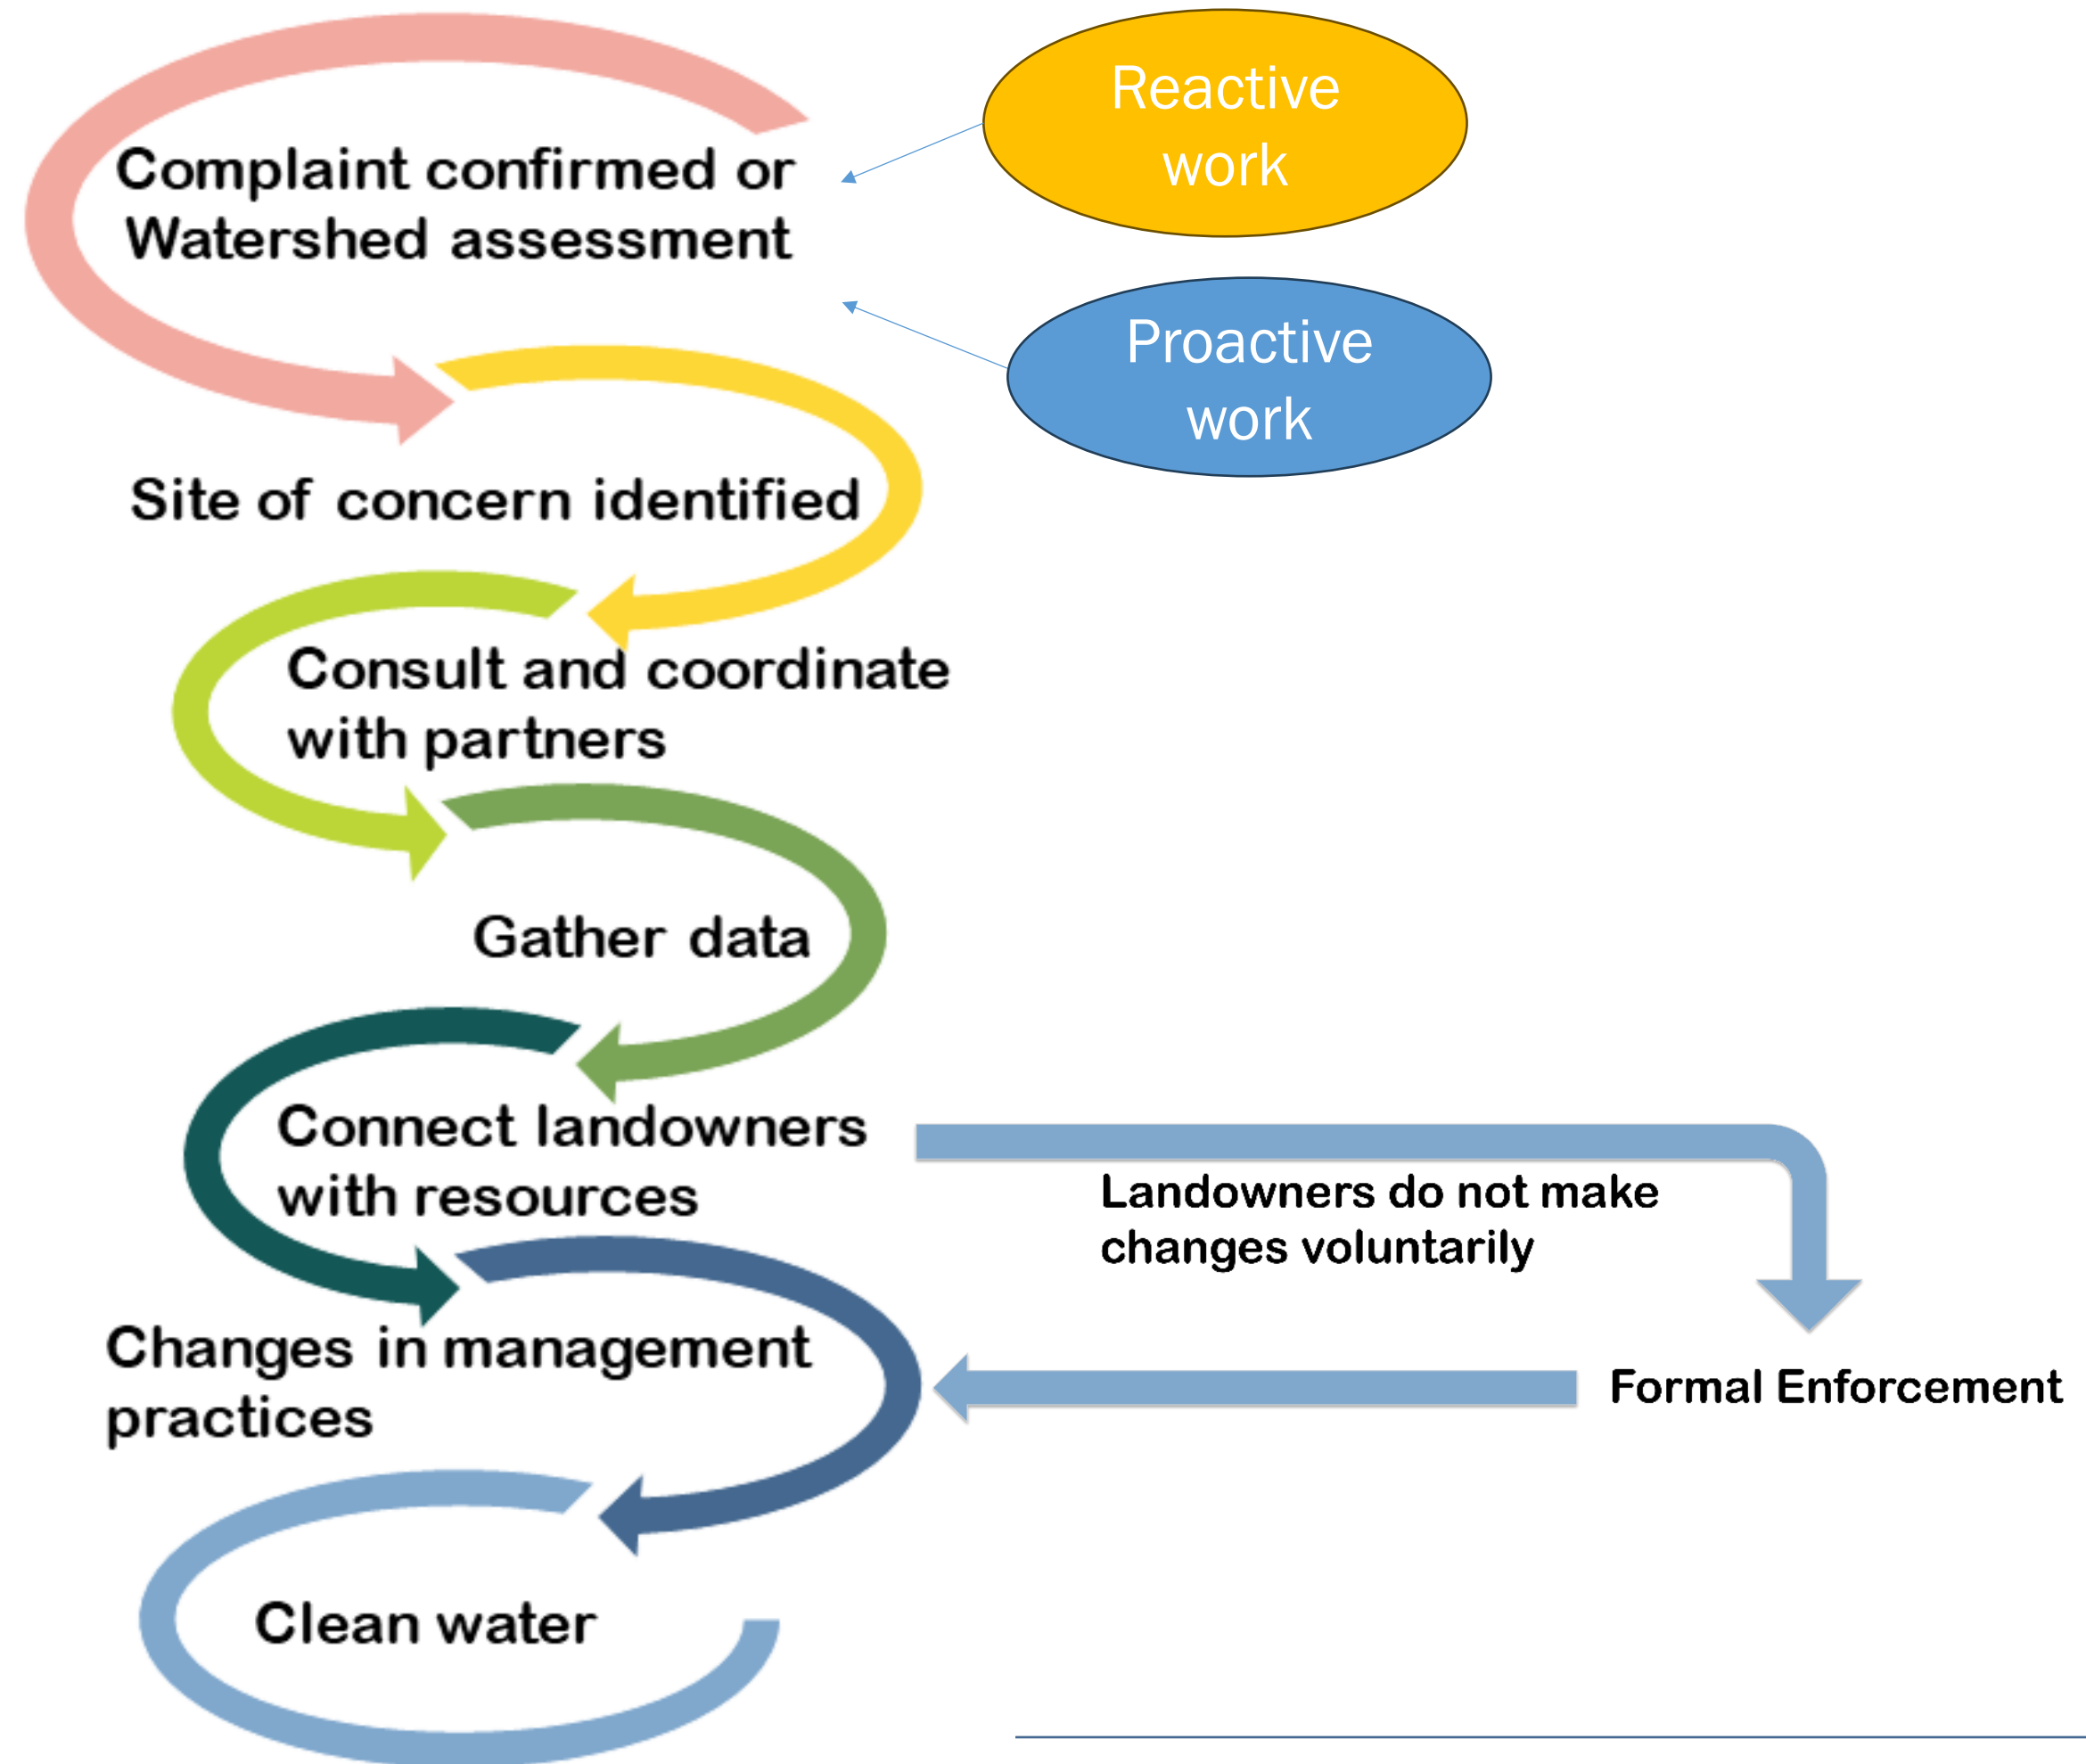 Complaint confirmed or
Watershed assessment
Reactive
work
Proactive
work
Site of concern identified
Consult and coordinate
with partners
Gather data
Connect landowners
with resources
Landowners do not make
changes voluntarily
Formal Enforcement
Changes in management
practices
Clean water